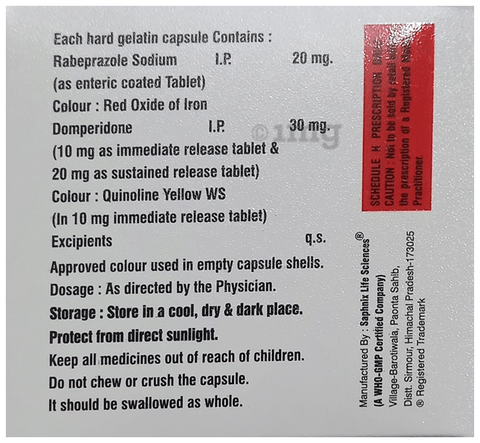 Each hard gelatin capsule Contains :
Rabeprazole Sodium I.P. 20 mg.
(as enteric coated Tablet)
Colour : Red Oxide of Iron
Domperidone I.P. 30 mg.
(10 mg as immediate release tablet &
20 mg as sustained release tablet)
Colour : Quinoline Yellow WS
(In 10 mg immediate release tablet)
Excipients q.s.
Approved colour used in empty capsule shells.
Dosage : As directed by the Physician.
Storage : Store in a cool, dry & dark place.
Protect from direct sunlight.
Keep all medicines out of reach of children.
Do not chew or crush the capsule.
It should be swallowed as whole.
1mg
SCHEDULE H PRESCRIPTION
CAUTION : Not to be sold by retail
the prescription of a Registered
Practitioner.
Manufactured By : Saphnix Life Sciences®
(A WHO-GMP Certified Company)
Village-Barotiwala, Paonta Sahib,
Distt. Sirmour, Himachal Pradesh-173025
® Registered Trademark